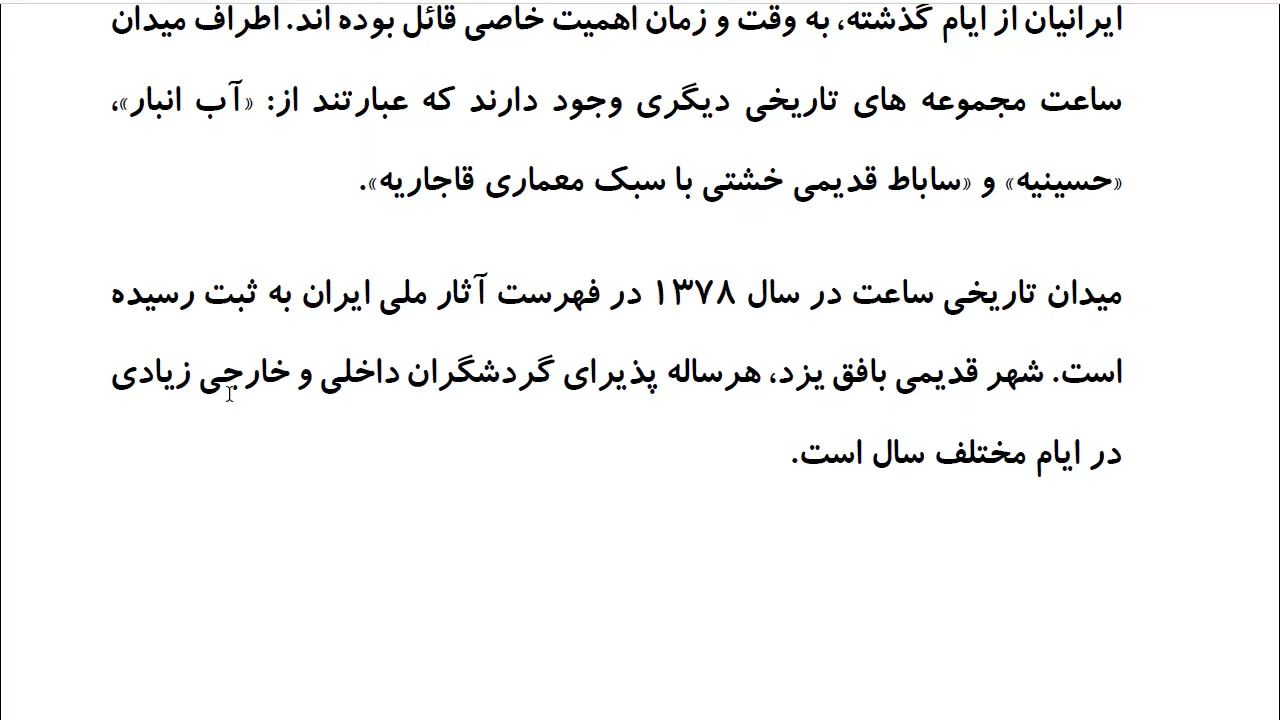 ایرانیان از ایام گذشته، به وقت و زمان اهمیت خاصی قائل بوده اند. اطراف میدان
ساعت مجموعه های تاریخی دیگری وجود دارند که عبارتند از: «آب انبار»،
«حسینیه» و «ساباط قدیمی خشتی با سبک معماری قاجاریه».
میدان تاریخی ساعت در سال ۱۳۷۸ در فهرست آثار ملی ایران به ثبت رسیده
است. شهر قدیمی بافق یزد، هرساله پذیرای گردشگران داخلی و خارجی زیادی
در ایام مختلف سال است.